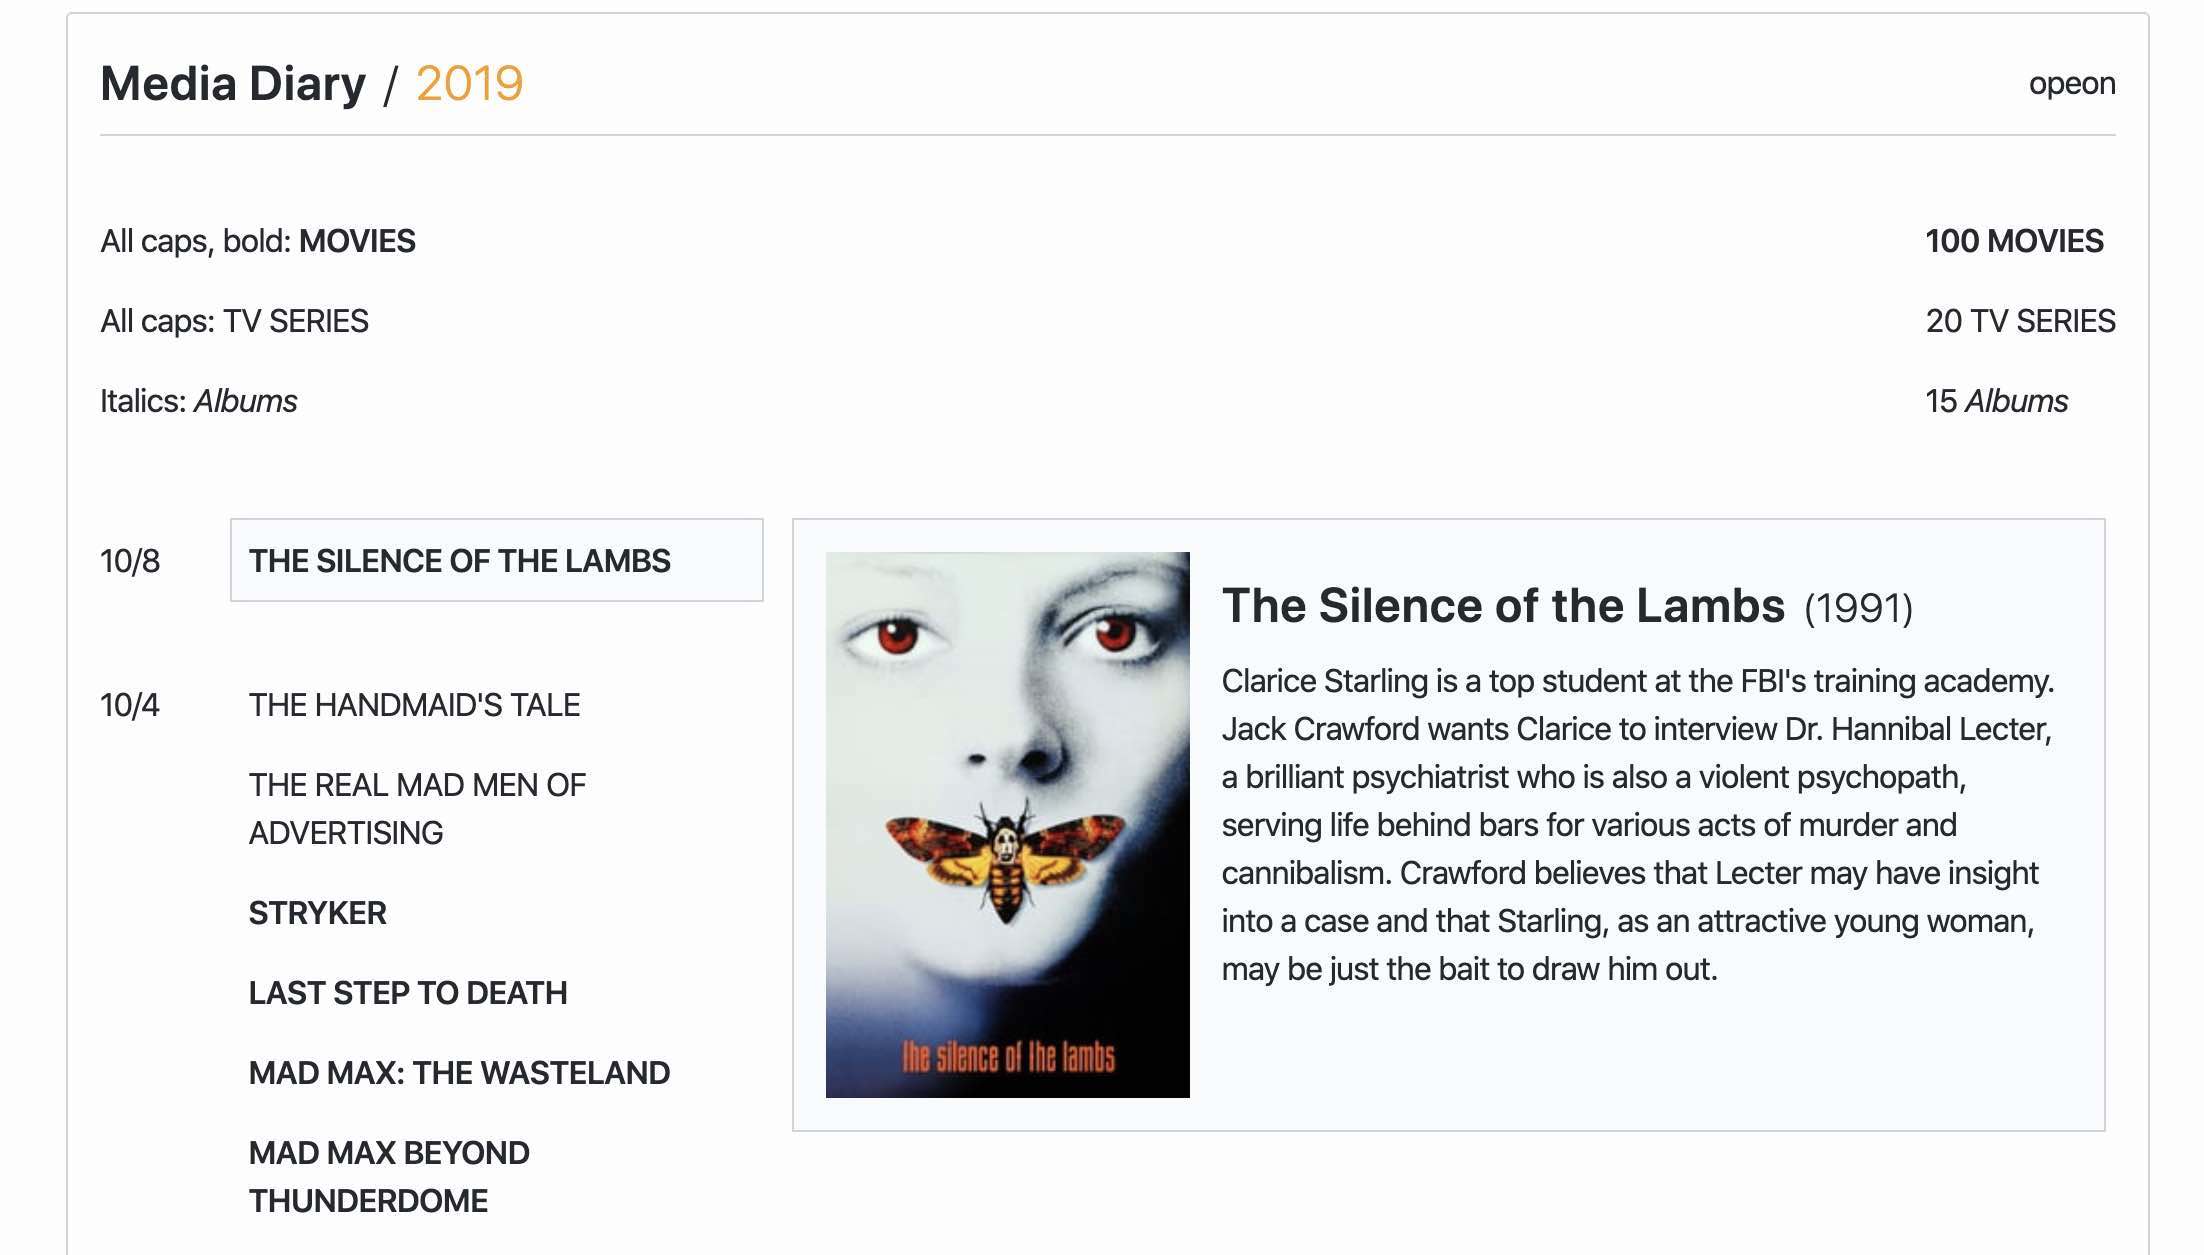 Media Diary / 2019
opeon
All caps, bold: MOVIES
100 MOVIES
All caps: TV SERIES
20 TV SERIES
Italics: Albums
15 Albums
10/8
THE SILENCE OF THE LAMBS
10/4
THE HANDMAID'S TALE
THE REAL MAD MEN OF
ADVERTISING
STRYKER
LAST STEP TO DEATH
MAD MAX: THE WASTELAND
MAD MAX BEYOND
THUNDERDOME
the silence of the lambs
The Silence of the Lambs (1991)
Clarice Starling is a top student at the FBI's training academy.
Jack Crawford wants Clarice to interview Dr. Hannibal Lecter,
a brilliant psychiatrist who is also a violent psychopath,
serving life behind bars for various acts of murder and
cannibalism. Crawford believes that Lecter may have insight
into a case and that Starling, as an attractive young woman,
may be just the bait to draw him out.